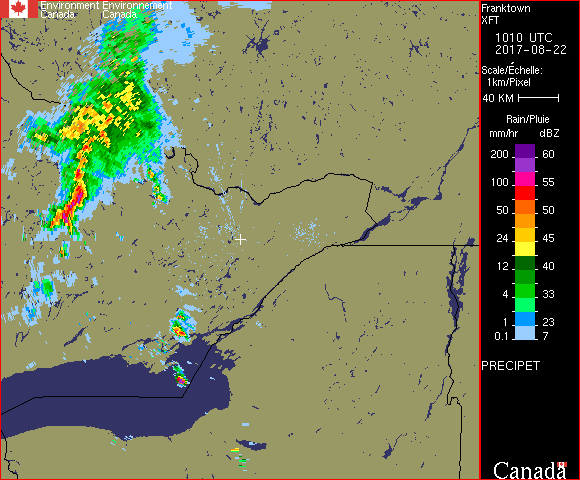 Environment Environnement
Canada Canada
Franktown
XFT
1010 UTC
2017-08-22
Scale/Échelle:
1km/Pixel
40 KM
Rain/Pluie
mm/hr dBZ
200 60
100 55
50 50
24 45
12 40
4 33
1 23
0.1 7
PRECIPET
Canada